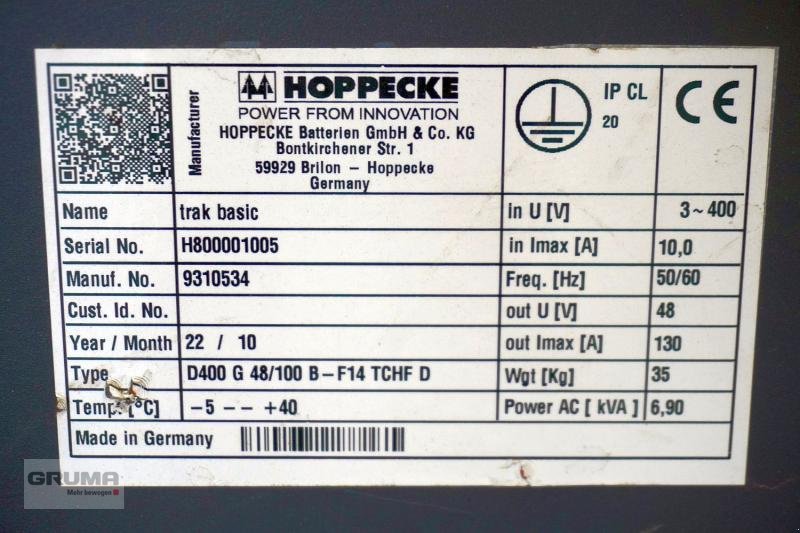 Manufacturer
HOPPECKE
POWER FROM INNOVATION
HOPPECKE Batterien GmbH & Co. KG
Bontkirchener Str. 1
59929 Brilon – Hoppecke
Germany
IP CL
20
CE
Name trak basic in U [V] 3~400
Serial No. H800001005 in Imax [A] 10,0
Manuf. No. 9310534 Freq. [Hz] 50/60
Cust. Id. No. out U [V] 48
Year / Month 22 / 10 out Imax [A] 130
Type D400 G 48/100 B–F14 TCHF D Wgt [Kg] 35
Temp. [°C] –5 –– +40 Power AC [ kVA ] 6,90
Made in Germany
GRUMA
Mehr bewegen